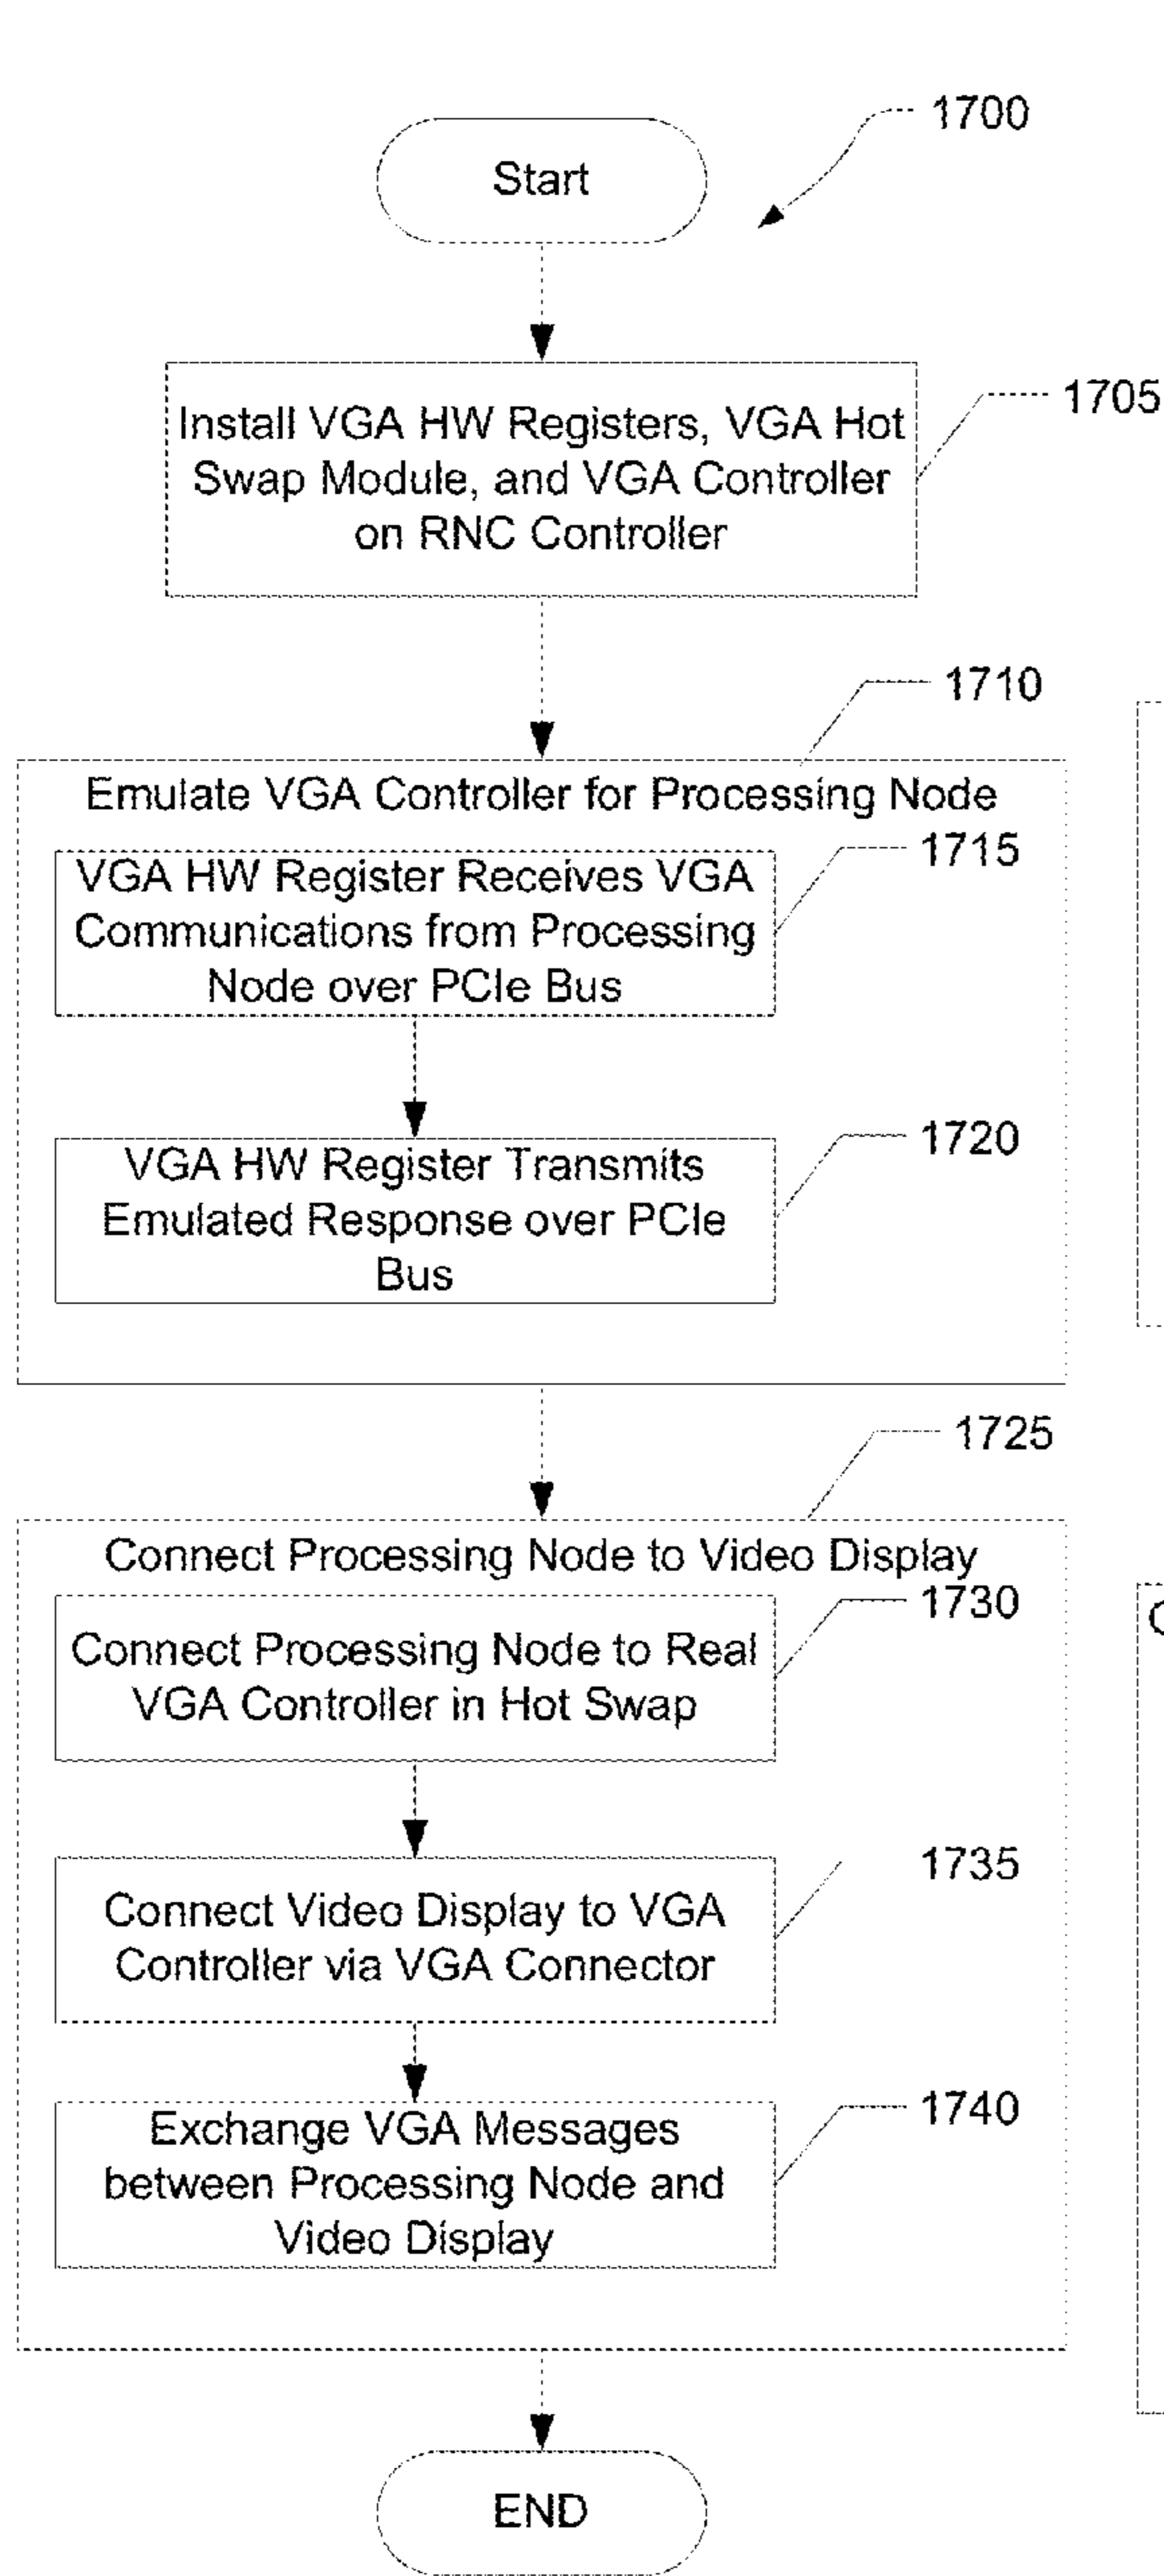 1700
Start
1705
Install VGA HW Registers, VGA Hot
Swap Module, and VGA Controller
on RNC Controller
1710
Emulate VGA Controller for Processing Node
1715
VGA HW Register Receives VGA
Communications from Processing
Node over PCIe Bus
1720
VGA HW Register Transmits
Emulated Response over PCIe
Bus
1725
Connect Processing Node to Video Display
1730
Connect Processing Node to Real
VGA Controller in Hot Swap
1735
Connect Video Display to VGA
Controller via VGA Connector
1740
Exchange VGA Messages
between Processing Node and
Video Display
END